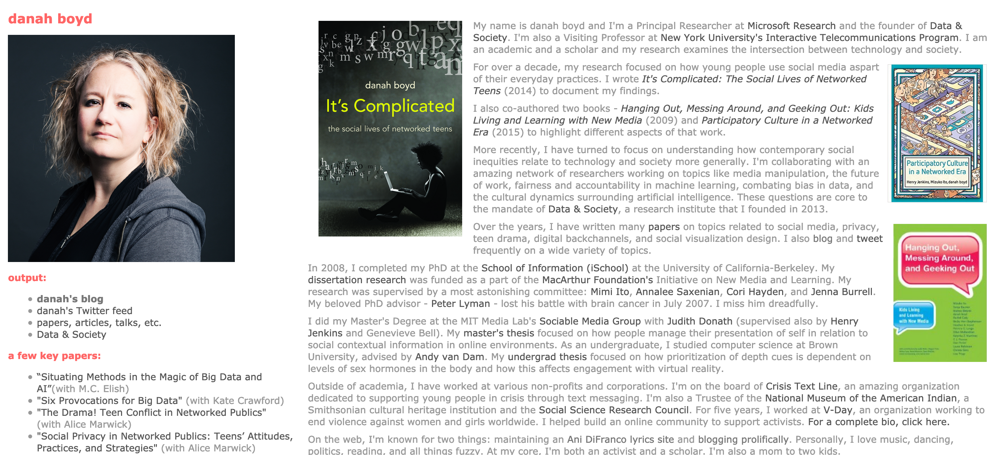 danah boyd
output:
danah's blog
danah's Twitter feed
papers, articles, talks, etc.
Data & Society
a few key papers:
“Situating Methods in the Magic of Big Data and
AI”(with M.C. Elish)
"Six Provocations for Big Data" (with Kate Crawford)
"The Drama! Teen Conflict in Networked Publics"
(with Alice Marwick)
"Social Privacy in Networked Publics: Teens’ Attitudes,
Practices, and Strategies" (with Alice Marwick)
danah boyd
It’s Complicated
the social lives of networked teens
My name is danah boyd and I'm a Principal Researcher at Microsoft Research and the founder of Data &
Society. I'm also a Visiting Professor at New York University's Interactive Telecommunications Program. I am
an academic and a scholar and my research examines the intersection between technology and society.
For over a decade, my research focused on how young people use social media aspart
of their everyday practices. I wrote It's Complicated: The Social Lives of Networked
Teens (2014) to document my findings.
I also co-authored two books - Hanging Out, Messing Around, and Geeking Out: Kids
Living and Learning with New Media (2009) and Participatory Culture in a Networked
Era (2015) to highlight different aspects of that work.
More recently, I have turned to focus on understanding how contemporary social
inequities relate to technology and society more generally. I'm collaborating with an
amazing network of researchers working on topics like media manipulation, the future
of work, fairness and accountability in machine learning, combating bias in data, and
the cultural dynamics surrounding artificial intelligence. These questions are core to
the mandate of Data & Society, a research institute that I founded in 2013.
Over the years, I have written many papers on topics related to social media, privacy,
teen drama, digital backchannels, and social visualization design. I also blog and tweet
frequently on a wide variety of topics.
In 2008, I completed my PhD at the School of Information (iSchool) at the University of California-Berkeley. My
dissertation research was funded as a part of the MacArthur Foundation's Initiative on New Media and Learning. My
research was supervised by a most astonishing committee: Mimi Ito, Annalee Saxenian, Cori Hayden, and Jenna Burrell.
My beloved PhD advisor - Peter Lyman - lost his battle with brain cancer in July 2007. I miss him dreadfully.
I did my Master's Degree at the MIT Media Lab's Sociable Media Group with Judith Donath (supervised also by Henry
Jenkins and Genevieve Bell). My master's thesis focused on how people manage their presentation of self in relation to
social contextual information in online environments. As an undergraduate, I studied computer science at Brown
University, advised by Andy van Dam. My undergrad thesis focused on how prioritization of depth cues is dependent on
levels of sex hormones in the body and how this affects engagement with virtual reality.
Outside of academia, I have worked at various non-profits and corporations. I'm on the board of Crisis Text Line, an amazing organization
dedicated to supporting young people in crisis through text messaging. I'm also a Trustee of the National Museum of the American Indian, a
Smithsonian cultural heritage institution and the Social Science Research Council. For five years, I worked at V-Day, an organization working to
end violence against women and girls worldwide. I helped build an online community to support activists. For a complete bio, click here.
On the web, I'm known for two things: maintaining an Ani DiFranco lyrics site and blogging prolifically. Personally, I love music, dancing,
politics, reading, and all things fuzzy. At my core, I'm both an activist and a scholar. I'm also a mom to two kids.
Participatory Culture
in a Networked Era
Henry Jenkins, Mizuko Ito, danah boyd
Hanging Out,
Messing Around,
and Geeking Out
Kids Living
and Learning
with New Media